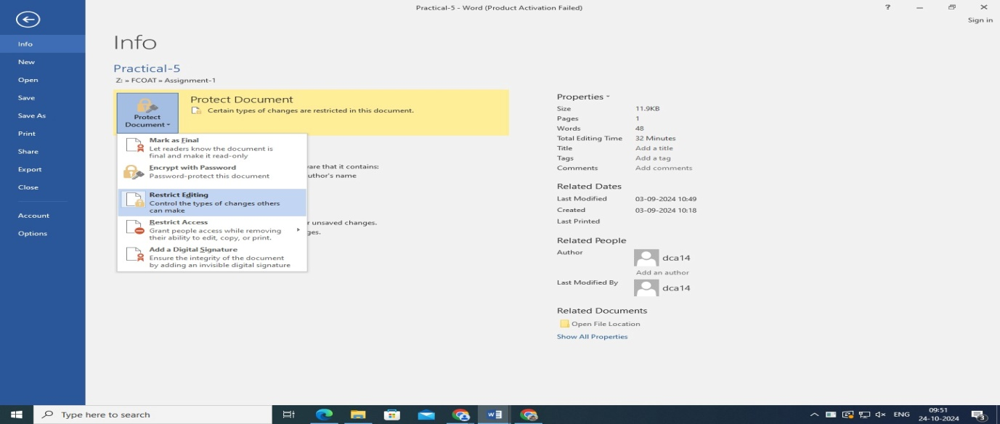 Practical-5 - Word (Product Activation Failed)
?
Sign in
Info
New
Open
Save
Save As
Print
Share
Export
Close
Account
Options
Info
Practical-5
Z: » FCOAT » Assignment-1
Protect
Document
Protect Document
Certain types of changes are restricted in this document.
Mark as Final
Let readers know the document is
final and make it read-only
Encrypt with Password
Password-protect this document
Restrict Editing
Control the types of changes others
can make
Restrict Access
Grant people access while removing
their ability to edit, copy, or print.
Add a Digital Signature
Ensure the integrity of the document
by adding an invisible digital signature
that it contains:
name
unsaved changes.
Properties
Size 11.9KB
Pages 1
Words 48
Total Editing Time 32 Minutes
Title Add a title
Tags Add a tag
Comments Add comments
Related Dates
Last Modified 03-09-2024 10:49
Created 03-09-2024 10:18
Last Printed
Related People
Author dca14
Add an author
Last Modified By dca14
Related Documents
Open File Location
Show All Properties
Type here to search
ENG
09:51
24-10-2024
3